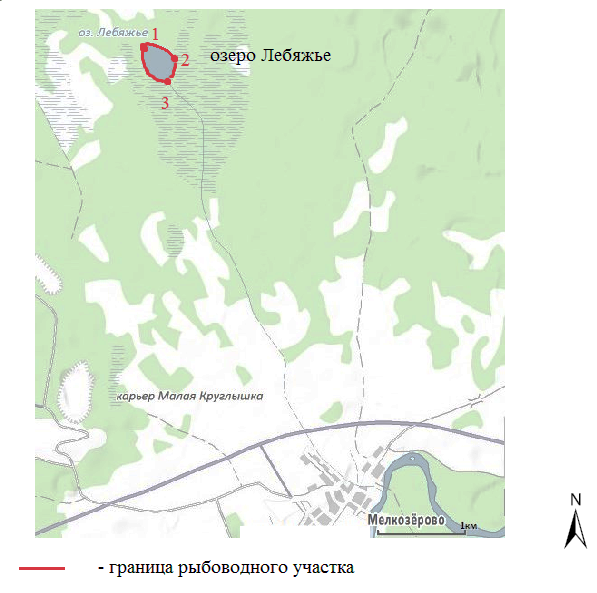 оз. Лебяжье
1
2
озеро Лебяжье
3
карьер Малая Круглышка
Мелкозёрово
1км
N
- граница рыбоводного участка